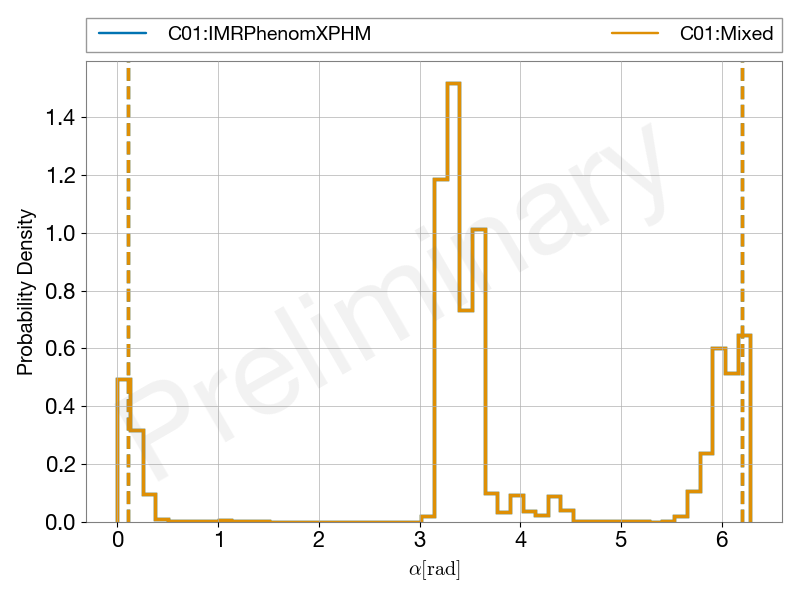 C01:IMRPhenomXPHM
C01:Mixed
1.4
1.2
1.0
0.8
0.6
0.4
0.2
0.0
Probability Density
Preliminary
0 1 2 3 4 5 6
α[rad]